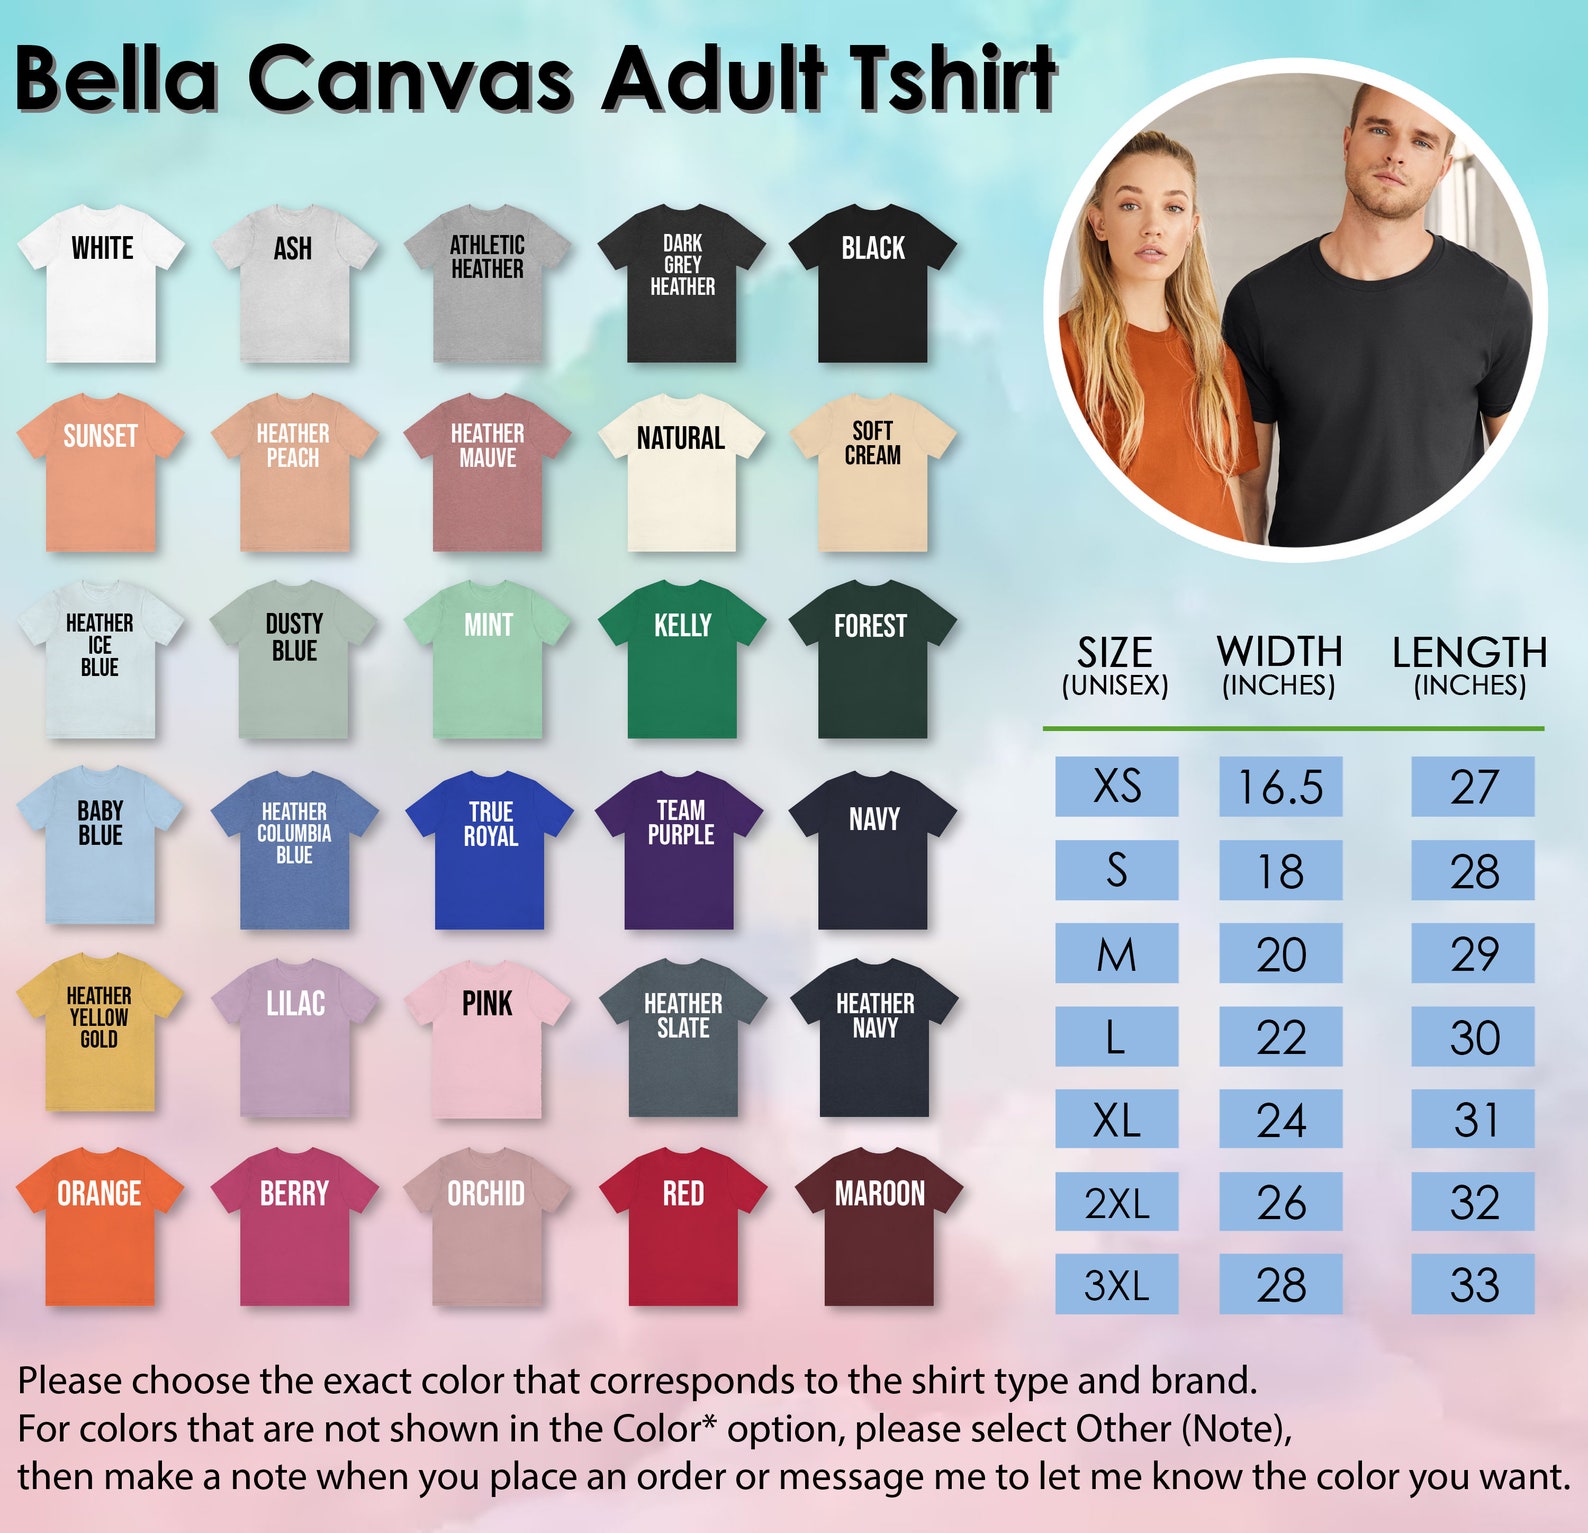 Bella Canvas Adult Tshirt
WHITE
ASH
ATHLETIC
HEATHER
DARK
GREY
HEATHER
BLACK
SUNSET
HEATHER
PEACH
HEATHER
MAUVE
NATURAL
SOFT
CREAM
HEATHER
ICE
BLUE
DUSTY
BLUE
MINT
KELLY
FOREST
BABY
BLUE
HEATHER
COLUMBIA
BLUE
TRUE
ROYAL
TEAM
PURPLE
NAVY
HEATHER
YELLOW
GOLD
LILAC
PINK
HEATHER
SLATE
HEATHER
NAVY
ORANGE
BERRY
ORCHID
RED
MAROON
SIZE WIDTH LENGTH
(UNISEX) (INCHES) (INCHES)
XS 16.5 27
S 18 28
M 20 29
L 22 30
XL 24 31
2XL 26 32
3XL 28 33
Please choose the exact color that corresponds to the shirt type and brand.
For colors that are not shown in the Color* option, please select Other (Note),
then make a note when you place an order or message me to let me know the color you want.